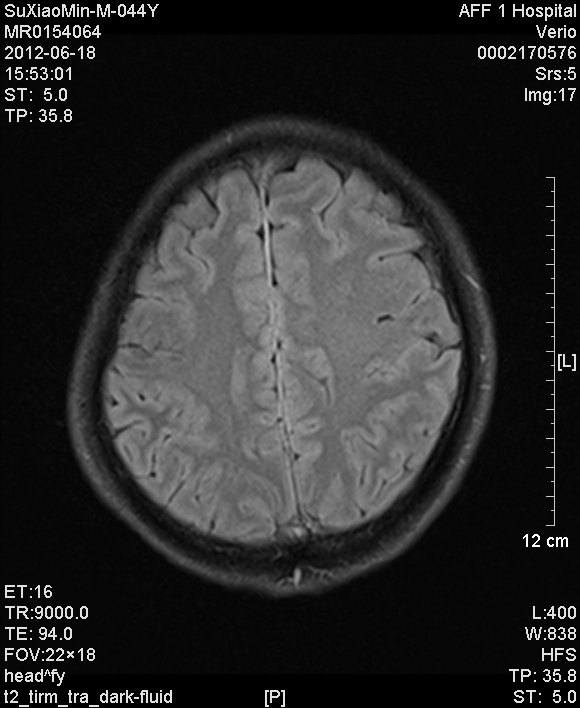 SuXiaoMin-M-044Y
MR0154064
2012-06-18
15:53:01
ST: 5.0
TP: 35.8
AFF 1 Hospital
Verio
0002170576
Srs:5
Img:17
[L]
12 cm
ET:16
TR:9000.0
TE: 94.0
FOV:22×18
head^fy
t2_tirm_tra_dark-fluid
[P]
L:400
W:838
HFS
TP: 35.8
ST: 5.0